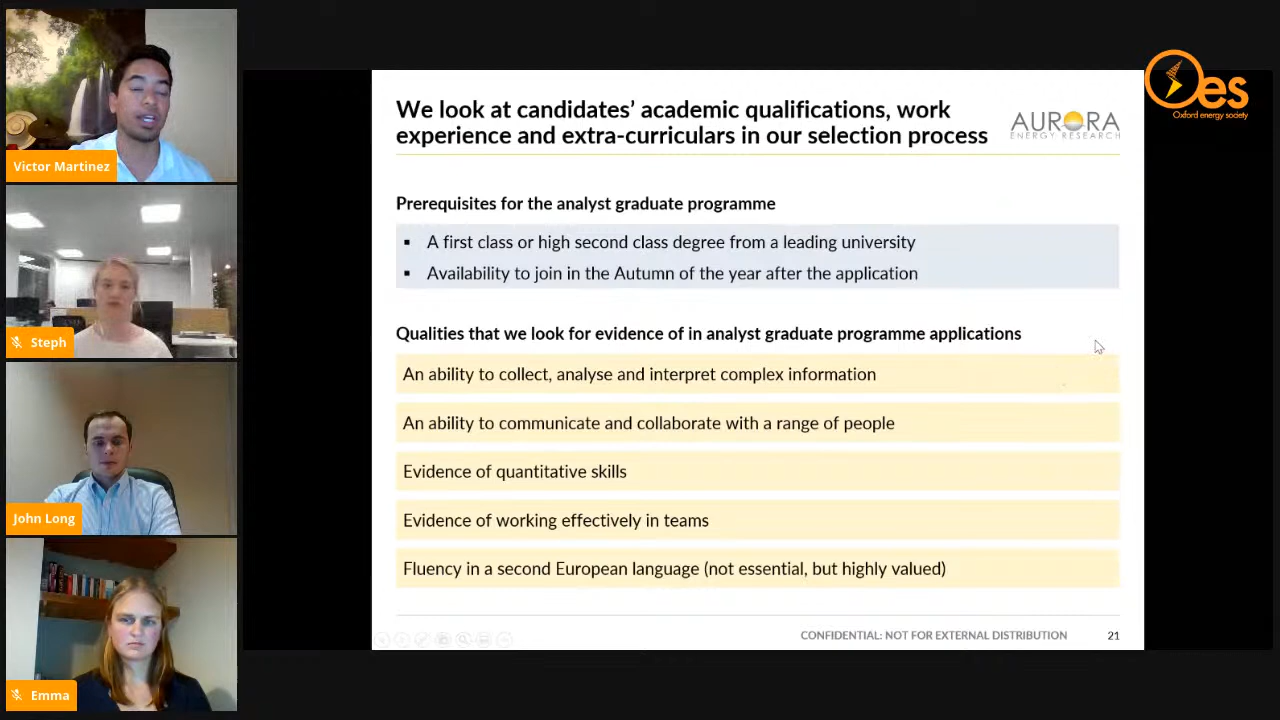 Victor Martinez
Steph
John Long
Emma
We look at candidates’ academic qualifications, work
experience and extra-curriculars in our selection process
AURORA
ENERGY RESEARCH
Oes
Oxford energy society
Prerequisites for the analyst graduate programme
▪ A first class or high second class degree from a leading university
▪ Availability to join in the Autumn of the year after the application
Qualities that we look for evidence of in analyst graduate programme applications
An ability to collect, analyse and interpret complex information
An ability to communicate and collaborate with a range of people
Evidence of quantitative skills
Evidence of working effectively in teams
Fluency in a second European language (not essential, but highly valued)
CONFIDENTIAL: NOT FOR EXTERNAL DISTRIBUTION
21